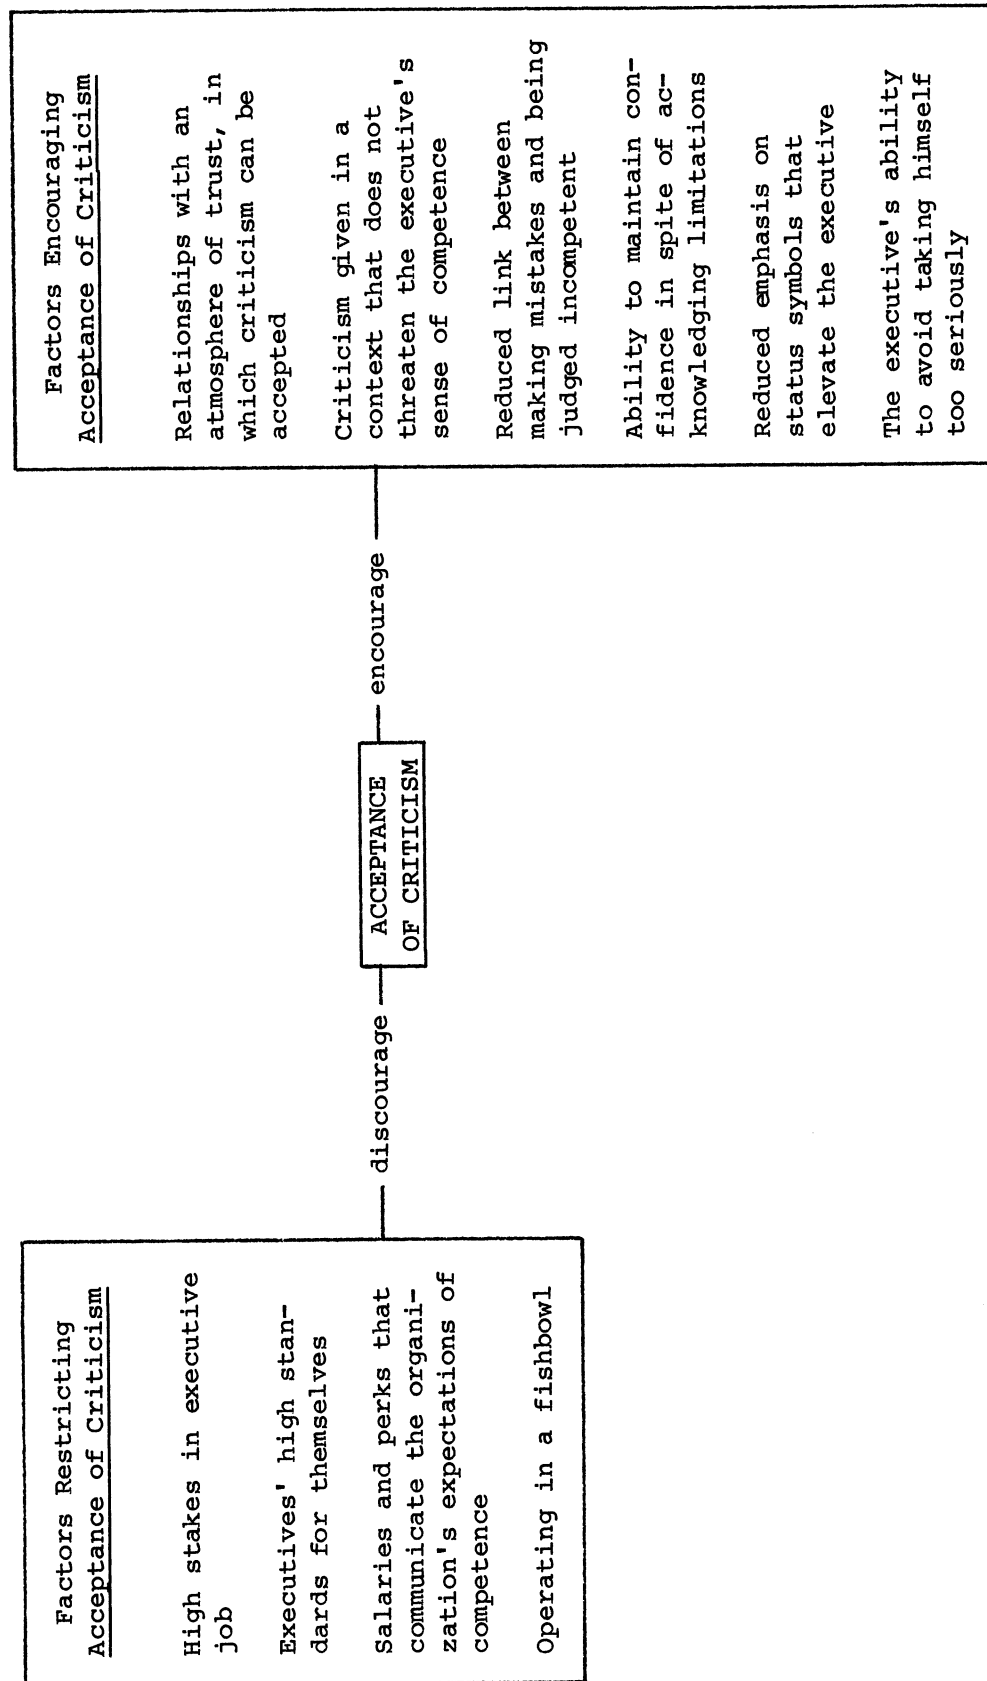 Factors Restricting
Acceptance of Criticism
High stakes in executive
job
Executives' high stan-
dards for themselves
Salaries and perks that
communicate the organi-
zation's expectations of
competence
Operating in a fishbowl
discourage
ACCEPTANCE
OF CRITICISM
encourage
Factors Encouraging
Acceptance of Criticism
Relationships with an
atmosphere of trust, in
which criticism can be
accepted
Criticism given in a
context that does not
threaten the executive's
sense of competence
Reduced link between
making mistakes and being
judged incompetent
Ability to maintain con-
fidence in spite of ac-
knowledging limitations
Reduced emphasis on
status symbols that
elevate the executive
The executive's ability
to avoid taking himself
too seriously